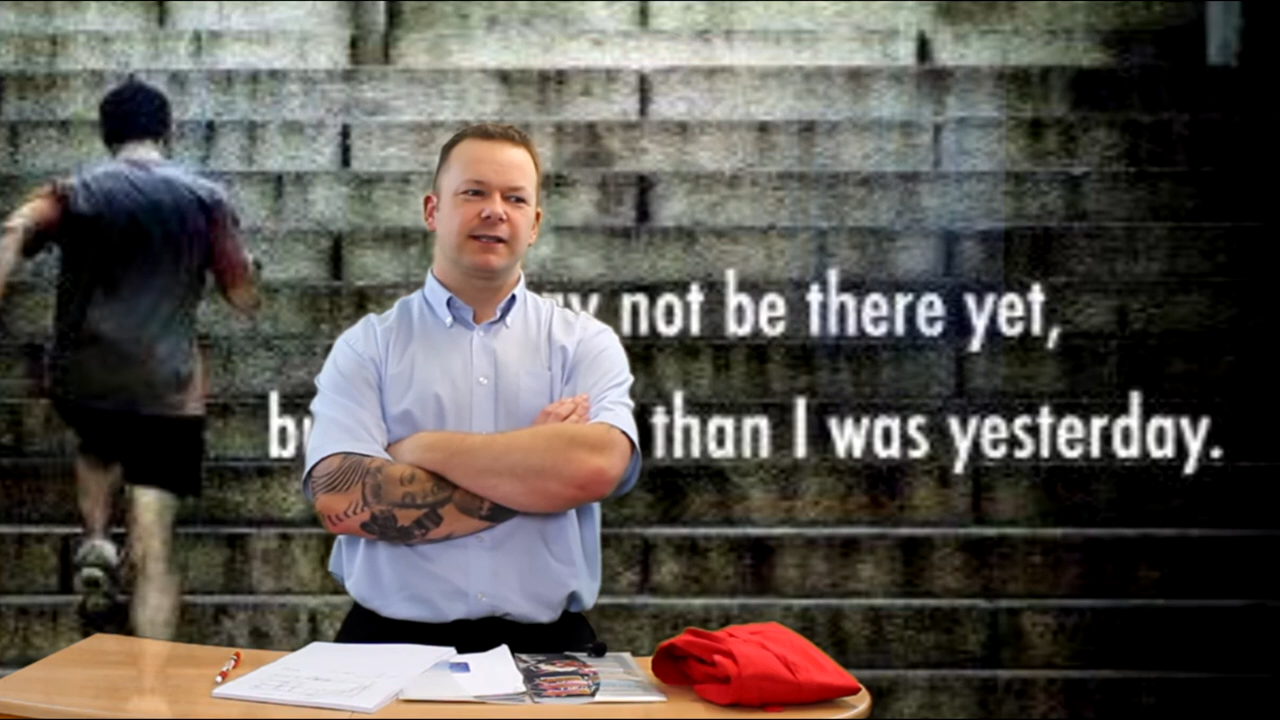 not be there yet,
than I was yesterday.